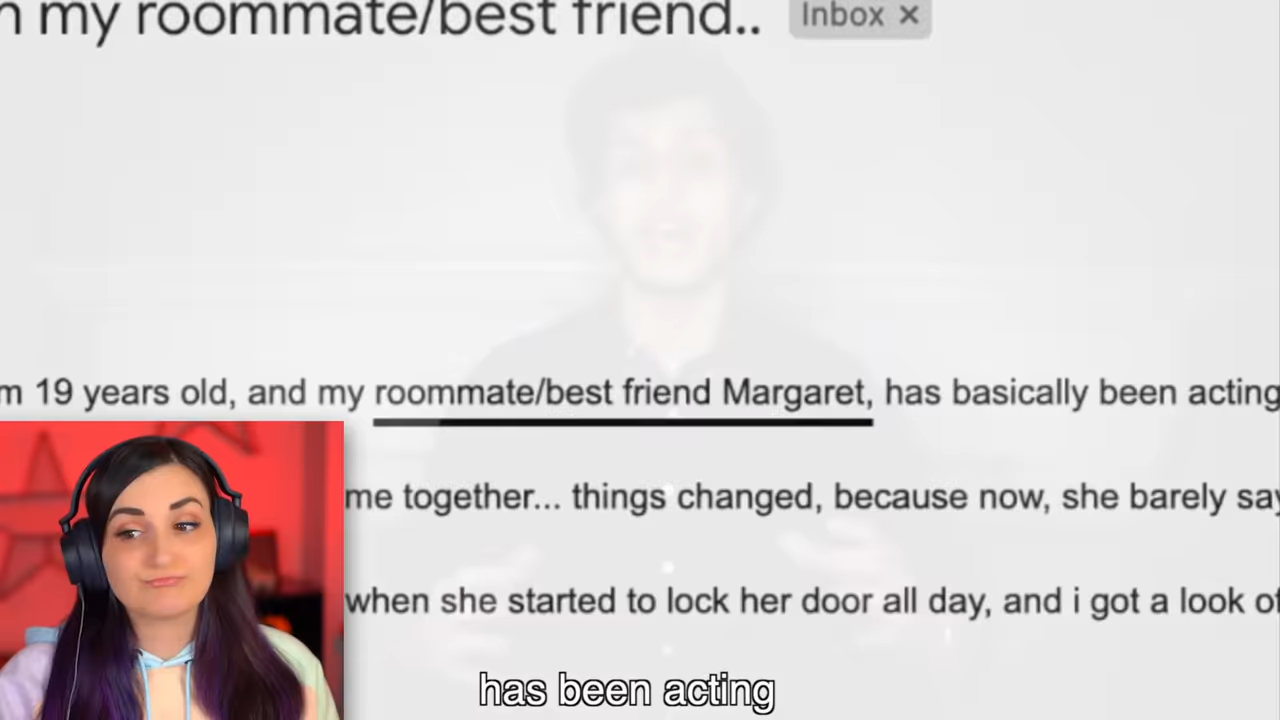 my roommate/best friend.. Inbox ×
19 years old, and my roommate/best friend Margaret, has basically been acting
me together... things changed, because now, she barely
when she started to lock her door all day, and i got a look
has been acting